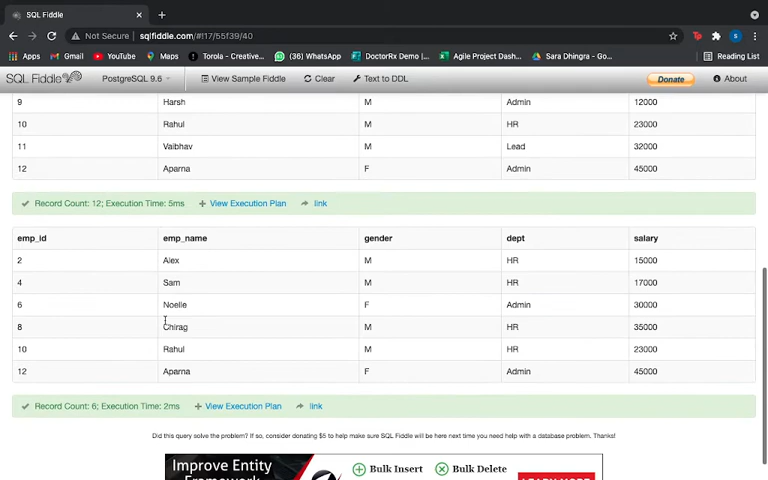 SQL Fiddle
Not Secure | sqlfiddle.com/#!17/55f39/40
Apps Gmail YouTube Maps Torola - Creative... (36) WhatsApp DoctorRx Demo |... Agile Project Dash... Sara Dhingra - Go... Reading List
SQL Fiddle PostgreSQL 9.6 View Sample Fiddle Clear Text to DDL Donate About
9 Harsh M Admin 12000
10 Rahul M HR 23000
11 Vaibhav M Lead 32000
12 Aparna F Admin 45000
Record Count: 12; Execution Time: 5ms View Execution Plan link
emp_id emp_name gender dept salary
2 Alex M HR 15000
4 Sam M HR 17000
6 Noelle F Admin 30000
8 Chirag M HR 35000
10 Rahul M HR 23000
12 Aparna F Admin 45000
Record Count: 6; Execution Time: 2ms View Execution Plan link
Did this query solve the problem? If so, consider donating $5 to help make sure SQL Fiddle will be here next time you need help with a database problem. Thanks!
Improve Entity Bulk Insert Bulk Delete
Framework LEARN MORE